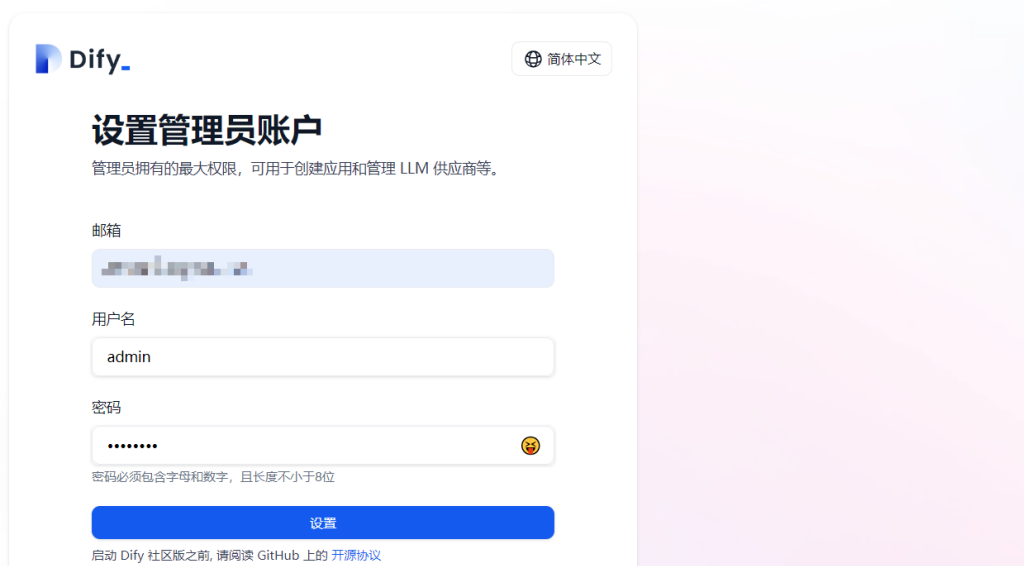 Dify_
简体中文
设置管理员账户
管理员拥有的最大权限，可用于创建应用和管理 LLM 供应商等。
邮箱
用户名
admin
密码
••••••••
密码必须包含字母和数字，且长度不小于8位
设置
启动 Dify 社区版之前, 请阅读 GitHub 上的 开源协议